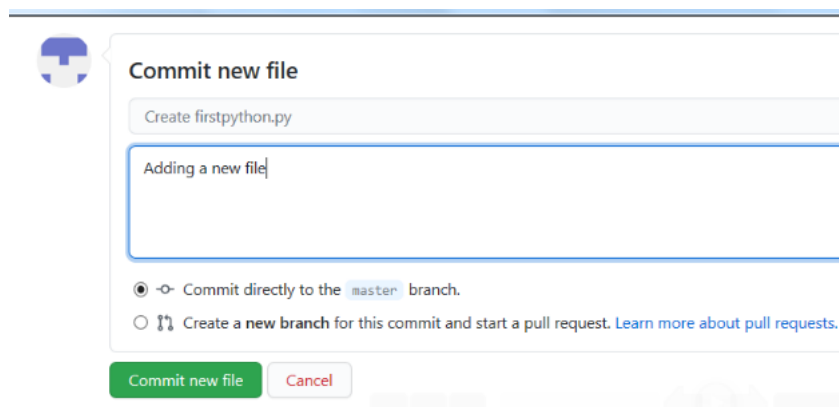 Commit new file
Create firstpython.py
Adding a new file
Commit directly to the master branch.
Create a new branch for this commit and start a pull request. Learn more about pull requests.
Commit new file Cancel